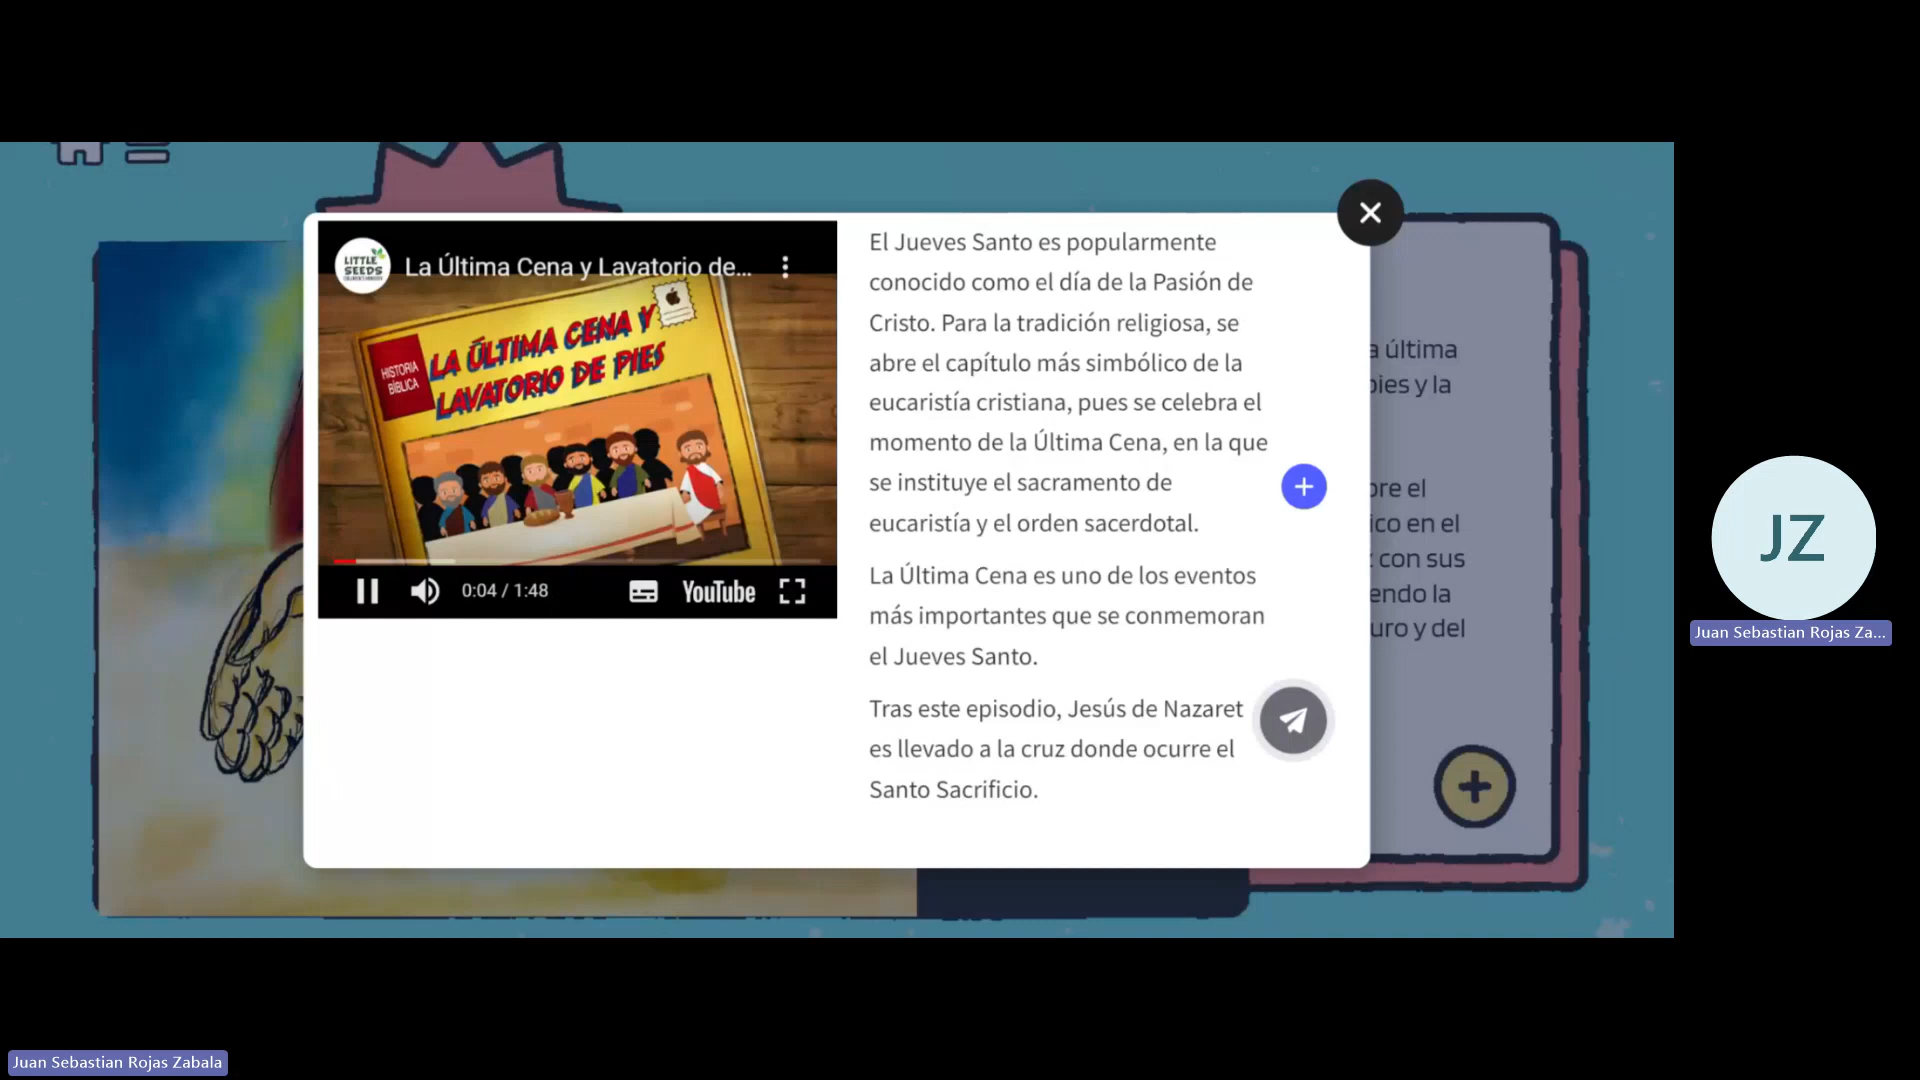 LITTLE
SEEDS
La Última Cena y Lavatorio de...
HISTORIA
BÍBLICA
LA ÚLTIMA CENA Y
LAVATORIO DE PIES
0:04 / 1:48
YouTube
El Jueves Santo es popularmente
conocido como el día de la Pasión de
Cristo. Para la tradición religiosa, se
abre el capítulo más simbólico de la
eucaristía cristiana, pues se celebra el
momento de la Última Cena, en la que
se instituye el sacramento de
eucaristía y el orden sacerdotal.
La Última Cena es uno de los eventos
más importantes que se conmemoran
el Jueves Santo.
Tras este episodio, Jesús de Nazaret
es llevado a la cruz donde ocurre el
Santo Sacrificio.
última
y la
el
en el
con sus
la
y del
JZ
Juan Sebastian Rojas Za...
Juan Sebastian Rojas Zabala